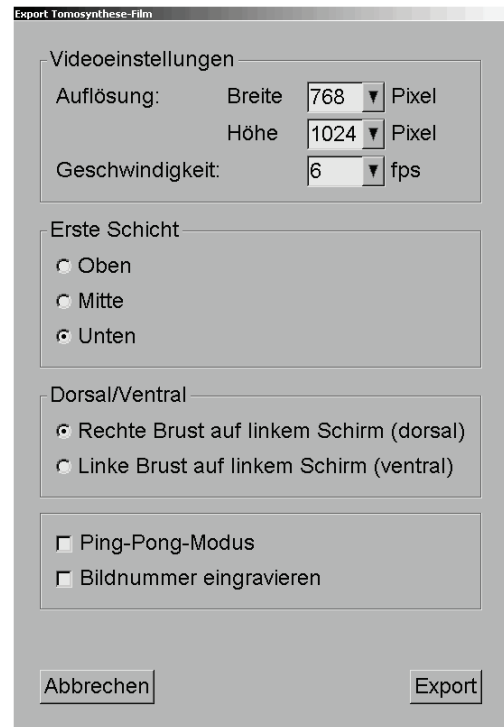 Export Tomosynthese-Film
Videoeinstellungen
Auflösung: Breite 768 Pixel
Höhe 1024 Pixel
Geschwindigkeit: 6 fps
Erste Schicht
Oben
Mitte
Unten
Dorsal/Ventral
Rechte Brust auf linkem Schirm (dorsal)
Linke Brust auf linkem Schirm (ventral)
Ping-Pong-Modus
Bildnummer eingravieren
Abbrechen Export